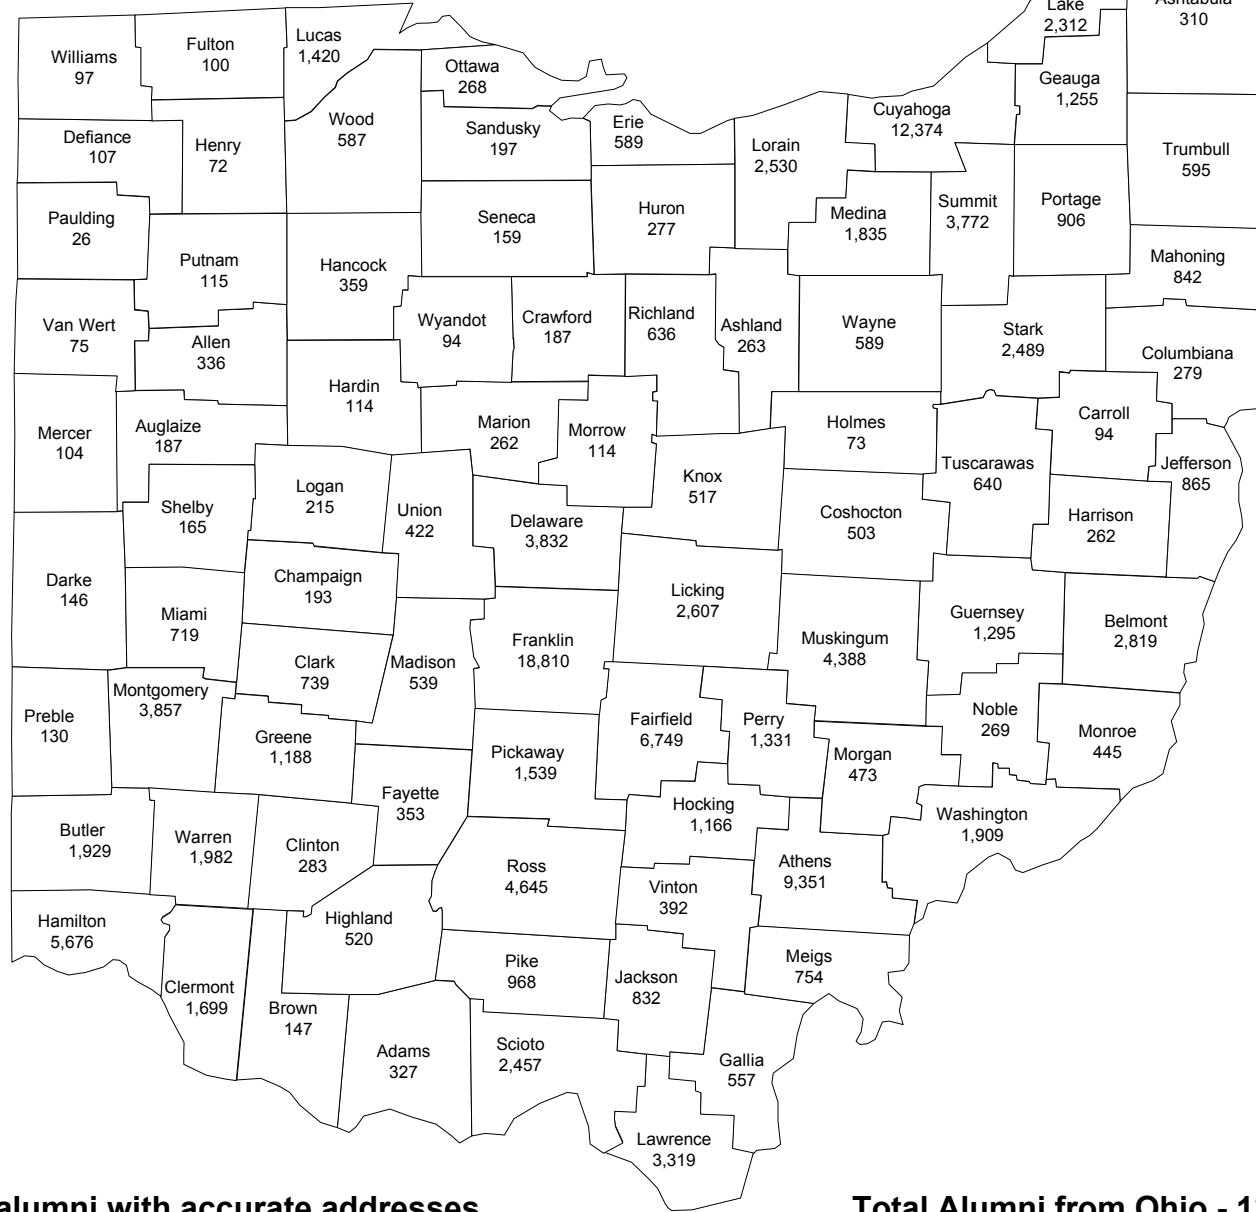 Lake
2,312
310
Williams
97
Fulton
100
Lucas
1,420
Ottawa
268
Geauga
1,255
Wood
587
Sandusky
197
Erie
589
Cuyahoga
12,374
Defiance
107
Henry
72
Lorain
2,530
Trumbull
595
Paulding
26
Seneca
159
Huron
277
Medina
1,835
Summit
3,772
Portage
906
Putnam
115
Hancock
359
Mahoning
842
Van Wert
75
Allen
336
Wyandot
94
Crawford
187
Richland
636
Ashland
263
Wayne
589
Stark
2,489
Columbiana
279
Hardin
114
Mercer
104
Auglaize
187
Marion
262
Morrow
114
Holmes
73
Carroll
94
Tuscarawas
640
Jefferson
865
Knox
517
Logan
215
Shelby
165
Union
422
Delaware
3,832
Coshocton
503
Harrison
262
Darke
146
Champaign
193
Licking
2,607
Miami
719
Guernsey
1,295
Belmont
2,819
Franklin
18,810
Muskingum
4,388
Clark
739
Madison
539
Montgomery
3,857
Preble
130
Fairfield
6,749
Perry
1,331
Noble
269
Monroe
445
Greene
1,188
Pickaway
1,539
Morgan
473
Fayette
353
Hocking
1,166
Washington
1,909
Butler
1,929
Warren
1,982
Clinton
283
Ross
4,645
Athens
9,351
Vinton
392
Hamilton
5,676
Highland
520
Pike
968
Jackson
832
Meigs
754
Clermont
1,699
Brown
147
Adams
327
Scioto
2,457
Gallia
557
Lawrence
3,319
alumni with accurate addresses
Total Alumni from Ohio - 1